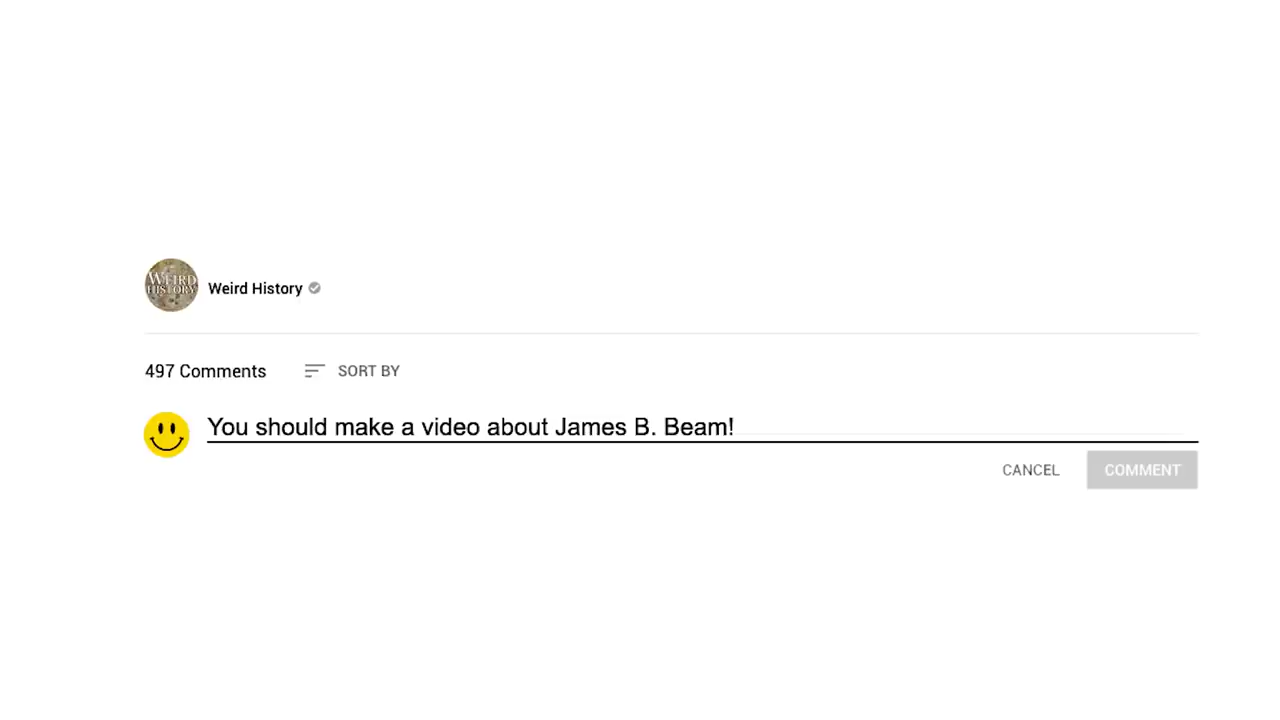 WEIRD
HISTORY
Weird History
497 Comments
SORT BY
You should make a video about James B. Beam!
CANCEL
COMMENT